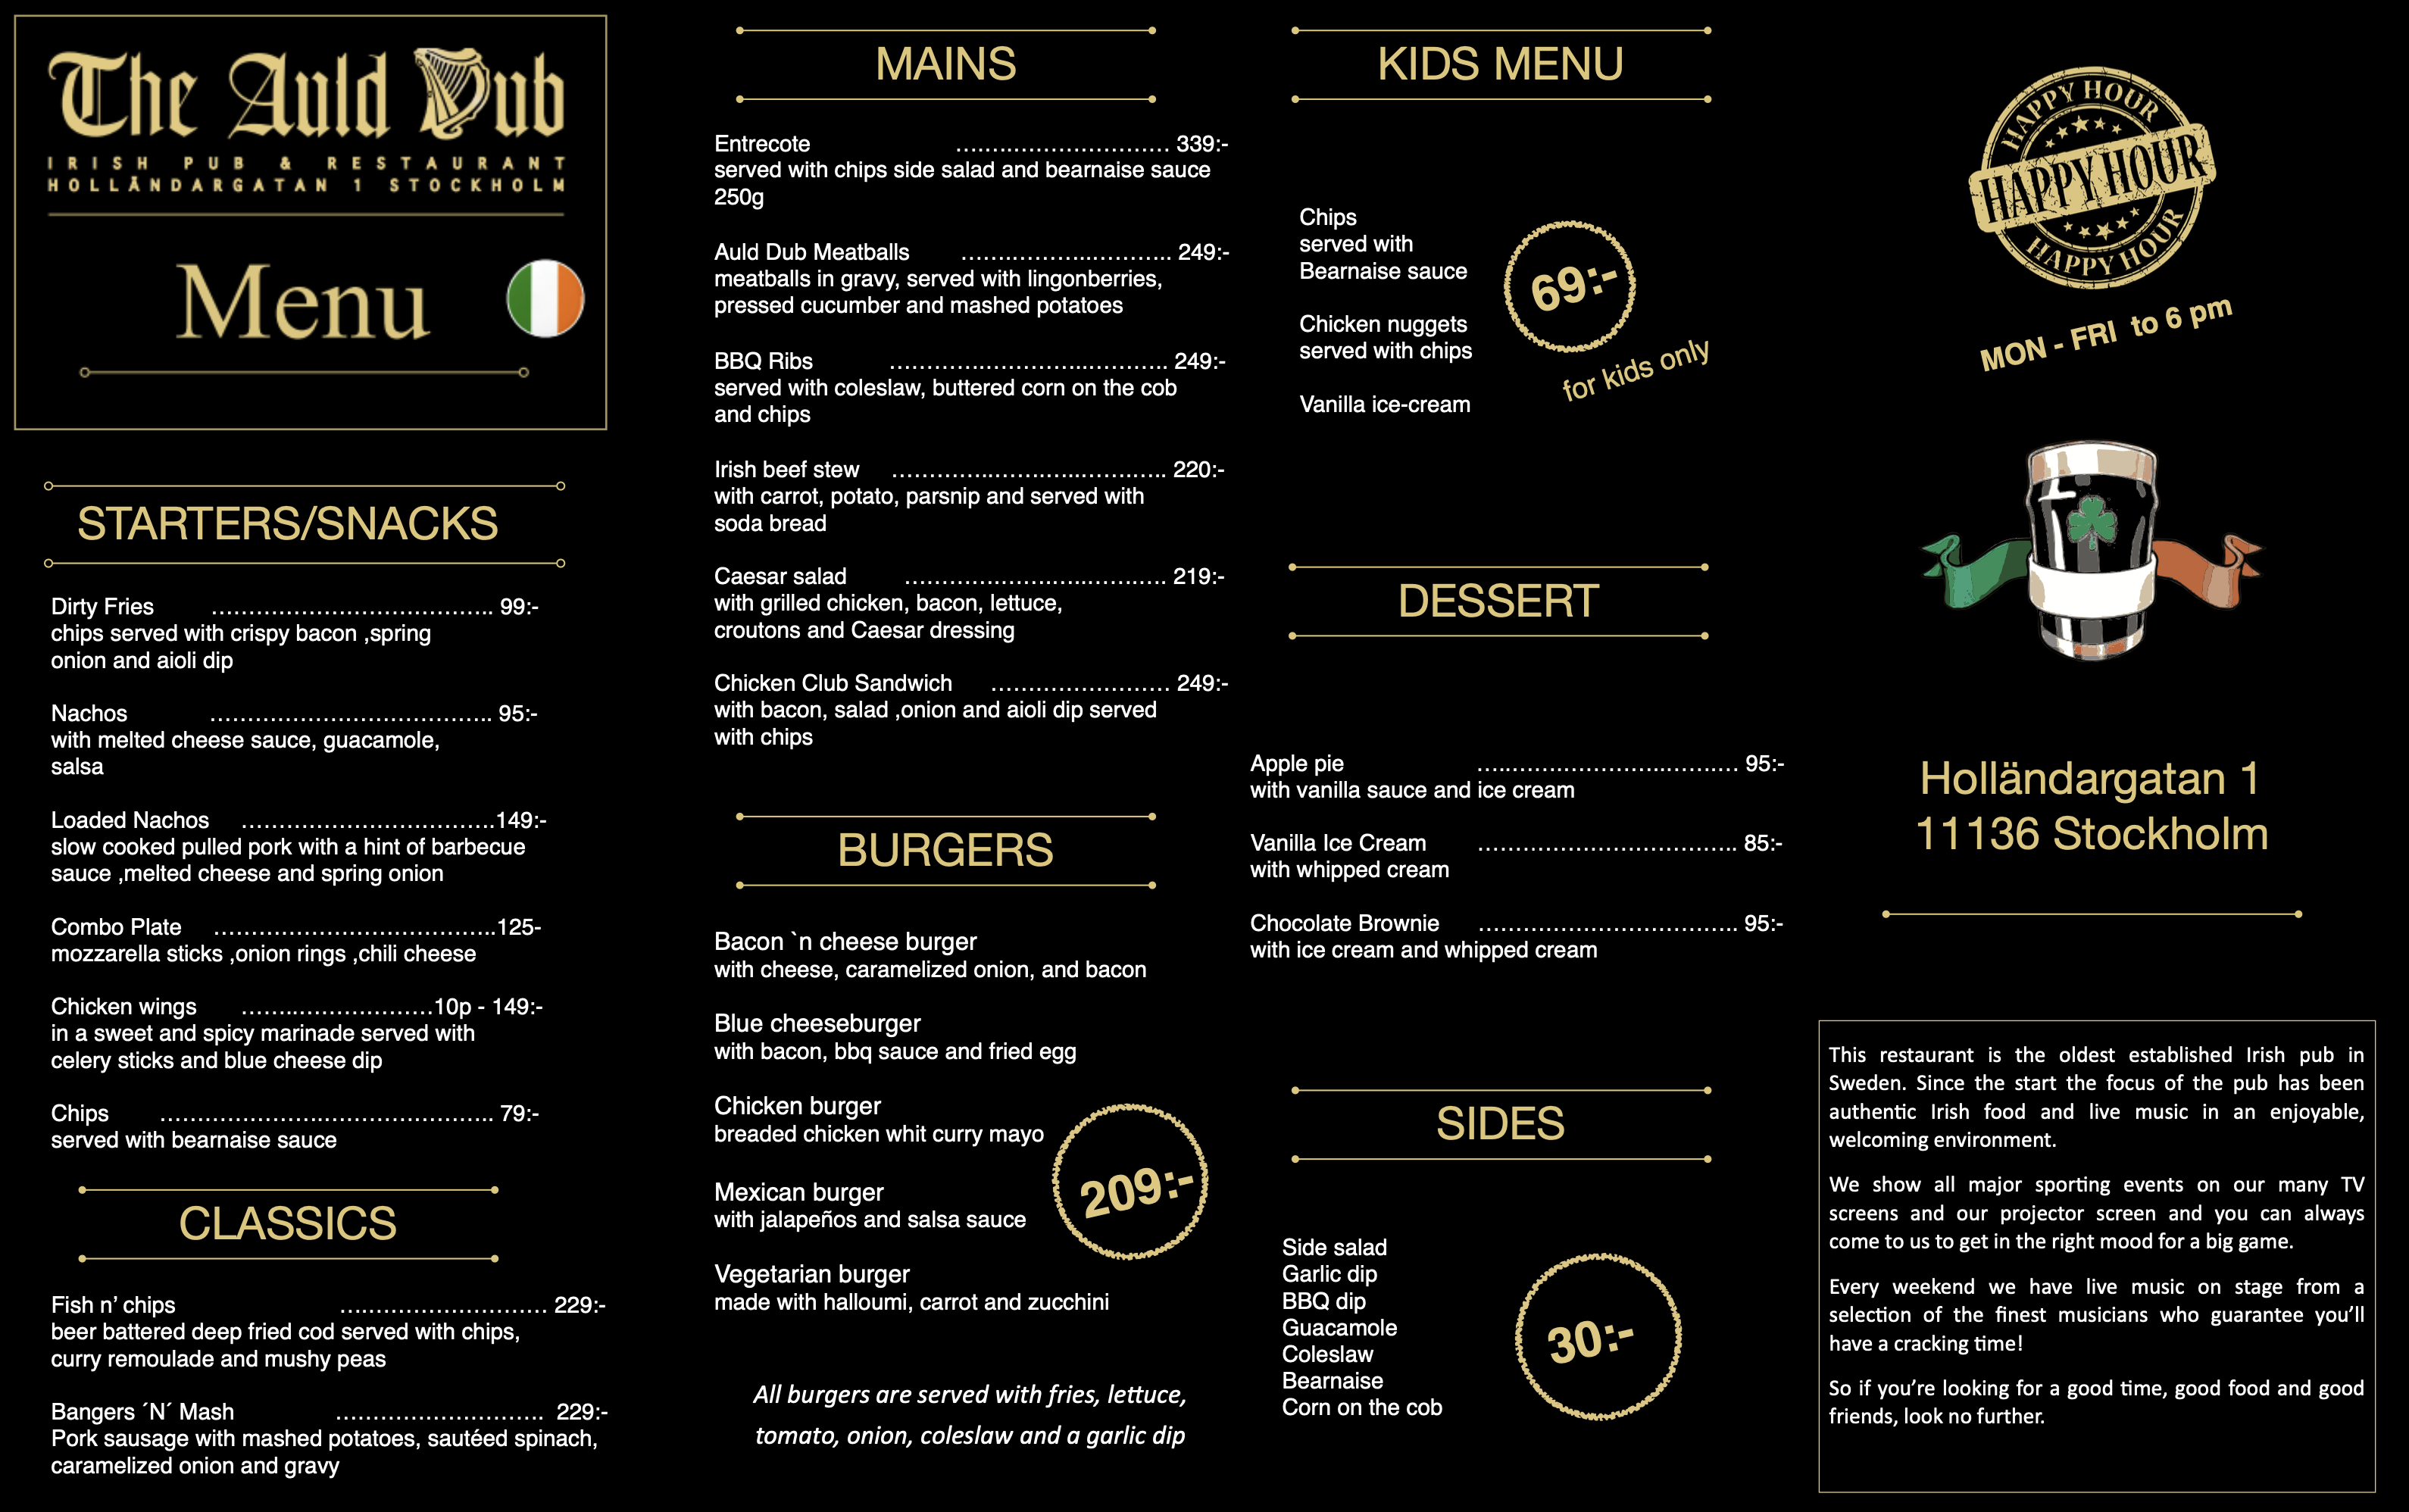 The Auld Dub
IRISH PUB & RESTAURANT
HOLLÄNDARGATAN 1 STOCKHOLM
Menu
STARTERS/SNACKS
Dirty Fries ………………………………. 99:-
chips served with crispy bacon ,spring
onion and aioli dip
Nachos ……………………………….. 95:-
with melted cheese sauce, guacamole,
salsa
Loaded Nachos …………………………….149:-
slow cooked pulled pork with a hint of barbecue
sauce ,melted cheese and spring onion
Combo Plate ………………………………..125-
mozzarella sticks ,onion rings ,chili cheese
Chicken wings ……..………………10p - 149:-
in a sweet and spicy marinade served with
celery sticks and blue cheese dip
Chips ……………………………………. 79:-
served with bearnaise sauce
CLASSICS
Fish n’ chips ………………………. 229:-
beer battered deep fried cod served with chips,
curry remoulade and mushy peas
Bangers ´N´ Mash ………………………. 229:-
Pork sausage with mashed potatoes, sautéed spinach,
caramelized onion and gravy
MAINS
Entrecote …….………………… 339:-
served with chips side salad and bearnaise sauce
250g
Auld Dub Meatballs …….……..……….. 249:-
meatballs in gravy, served with lingonberries,
pressed cucumber and mashed potatoes
BBQ Ribs ………….………..……….. 249:-
served with coleslaw, buttered corn on the cob
and chips
Irish beef stew ………….………..………. 220:-
with carrot, potato, parsnip and served with
soda bread
Caesar salad ………….………..………. 219:-
with grilled chicken, bacon, lettuce,
croutons and Caesar dressing
Chicken Club Sandwich …………………… 249:-
with bacon, salad ,onion and aioli dip served
with chips
BURGERS
Bacon `n cheese burger
with cheese, caramelized onion, and bacon
Blue cheeseburger
with bacon, bbq sauce and fried egg
Chicken burger
breaded chicken whit curry mayo
Mexican burger
with jalapeños and salsa sauce
209:-
Vegetarian burger
made with halloumi, carrot and zucchini
All burgers are served with fries, lettuce,
tomato, onion, coleslaw and a garlic dip
KIDS MENU
Chips
served with
Bearnaise sauce
Chicken nuggets
served with chips
Vanilla ice-cream
69:-
for kids only
DESSERT
Apple pie …..……………..……… 95:-
with vanilla sauce and ice cream
Vanilla Ice Cream …………………………….. 85:-
with whipped cream
Chocolate Brownie …………………………….. 95:-
with ice cream and whipped cream
SIDES
Side salad
Garlic dip
BBQ dip
Guacamole
Coleslaw
Bearnaise
Corn on the cob
30:-
HAPPY HOUR
HAPPY HOUR
HAPPY HOUR
MON - FRI to 6 pm
Holländargatan 1
11136 Stockholm
This restaurant is the oldest established Irish pub in
Sweden. Since the start the focus of the pub has been
authentic Irish food and live music in an enjoyable,
welcoming environment.
We show all major sporting events on our many TV
screens and our projector screen and you can always
come to us to get in the right mood for a big game.
Every weekend we have live music on stage from a
selection of the finest musicians who guarantee you’ll
have a cracking time!
So if you’re looking for a good time, good food and good
friends, look no further.